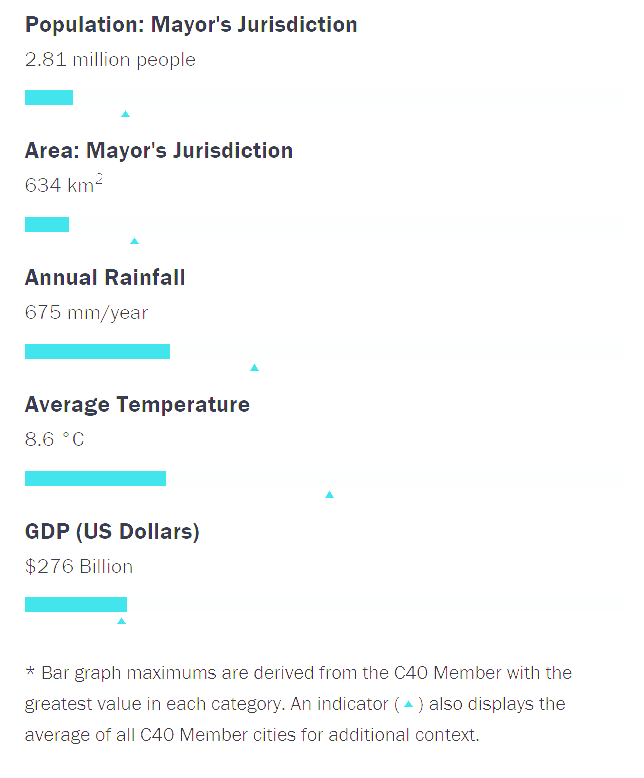 Population: Mayor's Jurisdiction
2.81 million people
Area: Mayor's Jurisdiction
634 km²
Annual Rainfall
675 mm/year
Average Temperature
8.6 °C
GDP (US Dollars)
$276 Billion
* Bar graph maximums are derived from the C40 Member with the
greatest value in each category. An indicator (▲) also displays the
average of all C40 Member cities for additional context.